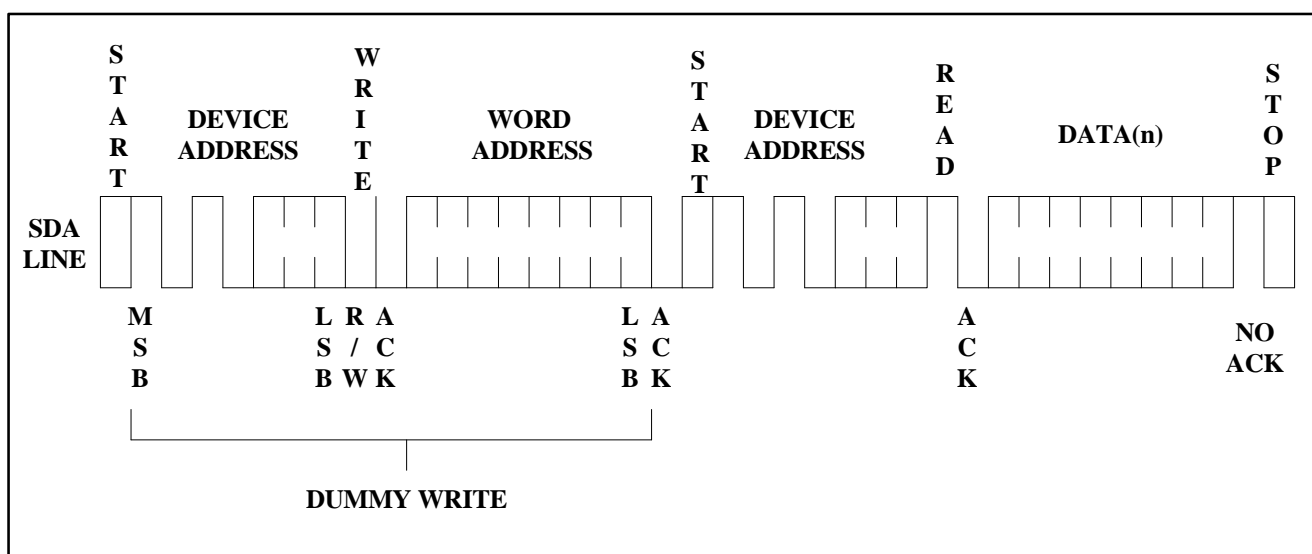 START
WRITE
START
READ
STOP
DEVICE
ADDRESS
WORD
ADDRESS
DEVICE
ADDRESS
DATA(n)
SDA
LINE
MSB
LSB
R/W
ACK
LSB
ACK
ACK
NO
ACK
DUMMY WRITE